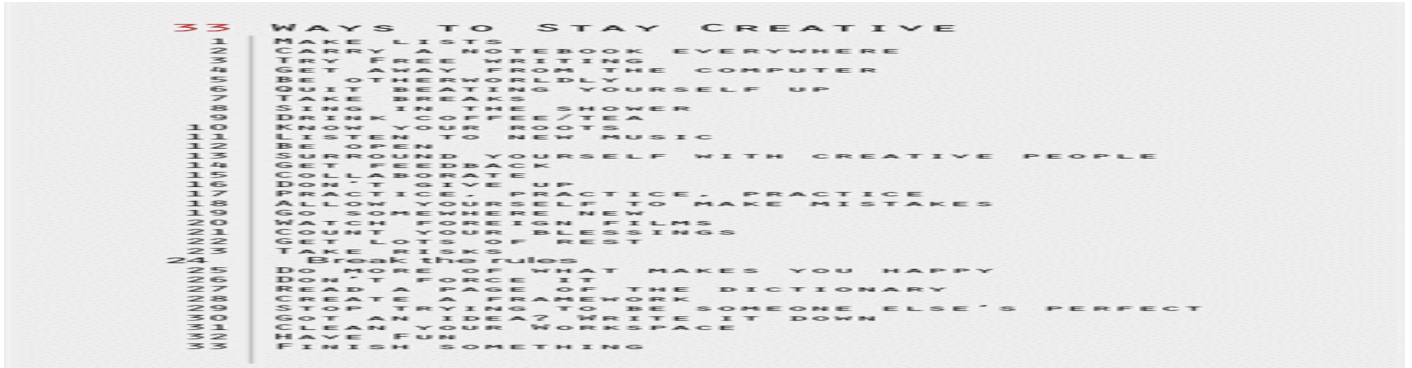 33 Ways to Stay Creative
1 Make lists
2 Carry a notebook everywhere
3 Try free writing
4 Get away from the computer
5 Be otherworldly
6 Quit beating yourself up
7 Take breaks
8 Sing in the shower
9 Drink coffee/tea
10 Know your roots
11 Listen to new music
12 Be open
13 Surround yourself with creative people
14 Get feedback
15 Collaborate
16 Don't give up
17 Practice, practice, practice
18 Allow yourself to make mistakes
19 Go somewhere new
20 Watch foreign films
21 Count your blessings
22 Get lots of rest
23 Take risks
24 Break the rules
25 Do more of what makes you happy
26 Don't force it
27 Read a page of the dictionary
28 Create a framework
29 Stop trying to be someone else's perfect
30 Got an idea? Write it down
31 Clean your workspace
32 Have fun
33 Finish something